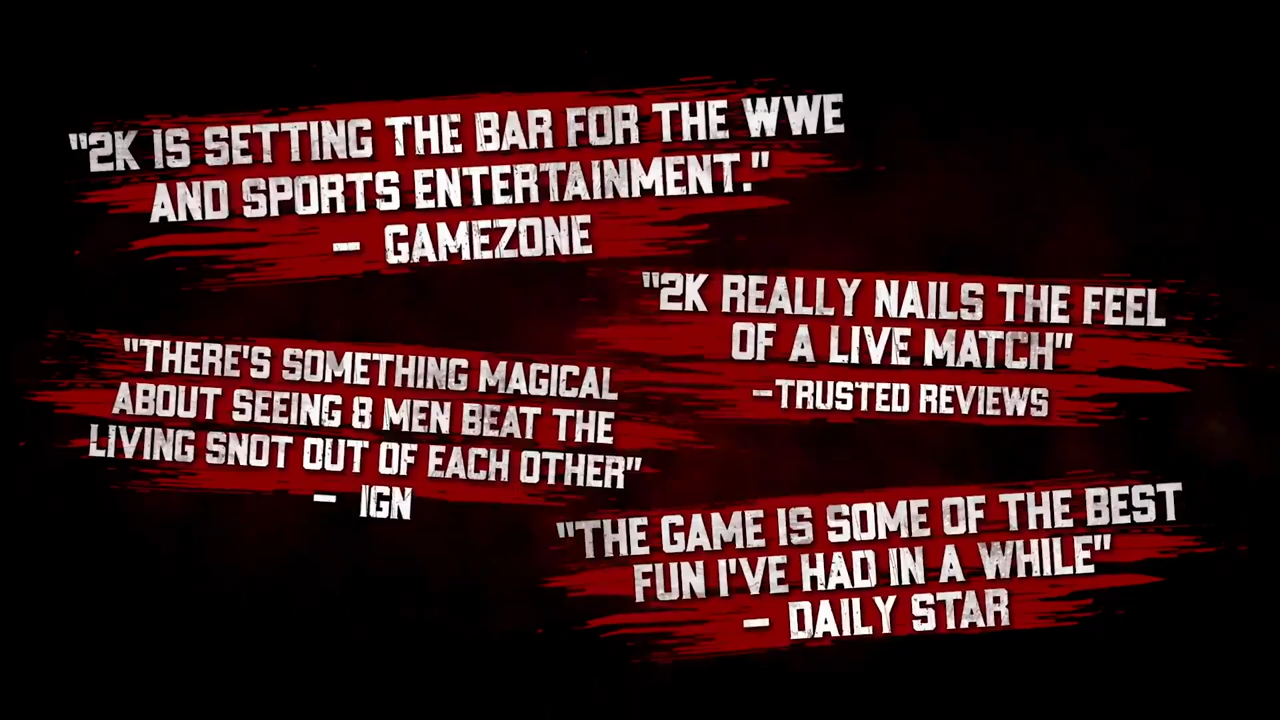 "2K IS SETTING THE BAR FOR THE WWE
AND SPORTS ENTERTAINMENT."
– GAMEZONE
"2K REALLY NAILS THE FEEL
OF A LIVE MATCH"
–TRUSTED REVIEWS
"THERE'S SOMETHING MAGICAL
ABOUT SEEING 8 MEN BEAT THE
LIVING SNOT OUT OF EACH OTHER"
– IGN
"THE GAME IS SOME OF THE BEST
FUN I'VE HAD IN A WHILE"
– DAILY STAR